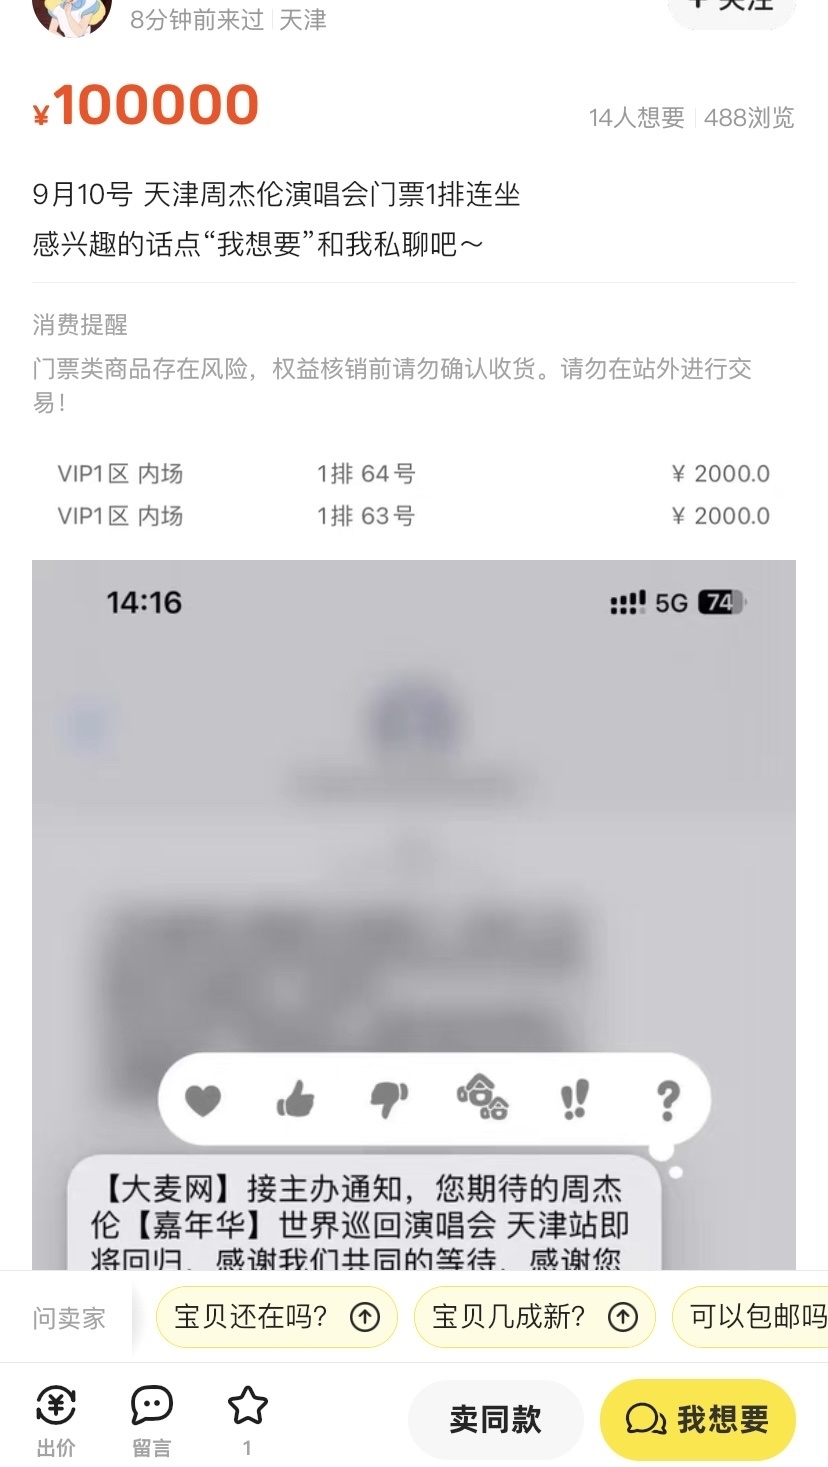 8分钟前来过 天津
+ 关注
¥100000
14人想要 488浏览
9月10号 天津周杰伦演唱会门票1排连坐
感兴趣的话点“我想要”和我私聊吧～
消费提醒
门票类商品存在风险，权益核销前请勿确认收货。请勿在站外进行交
易！
VIP1区 内场 1排 64号 ¥ 2000.0
VIP1区 内场 1排 63号 ¥ 2000.0
14:16 5G 74
哈
哈
【大麦网】接主办通知，您期待的周杰
伦【嘉年华】世界巡回演唱会 天津站即
将回归，感谢我们共同的等待，感谢您
问卖家 宝贝还在吗？ 宝贝几成新？ 可以包邮吗
出价 留言 1 卖同款 我想要